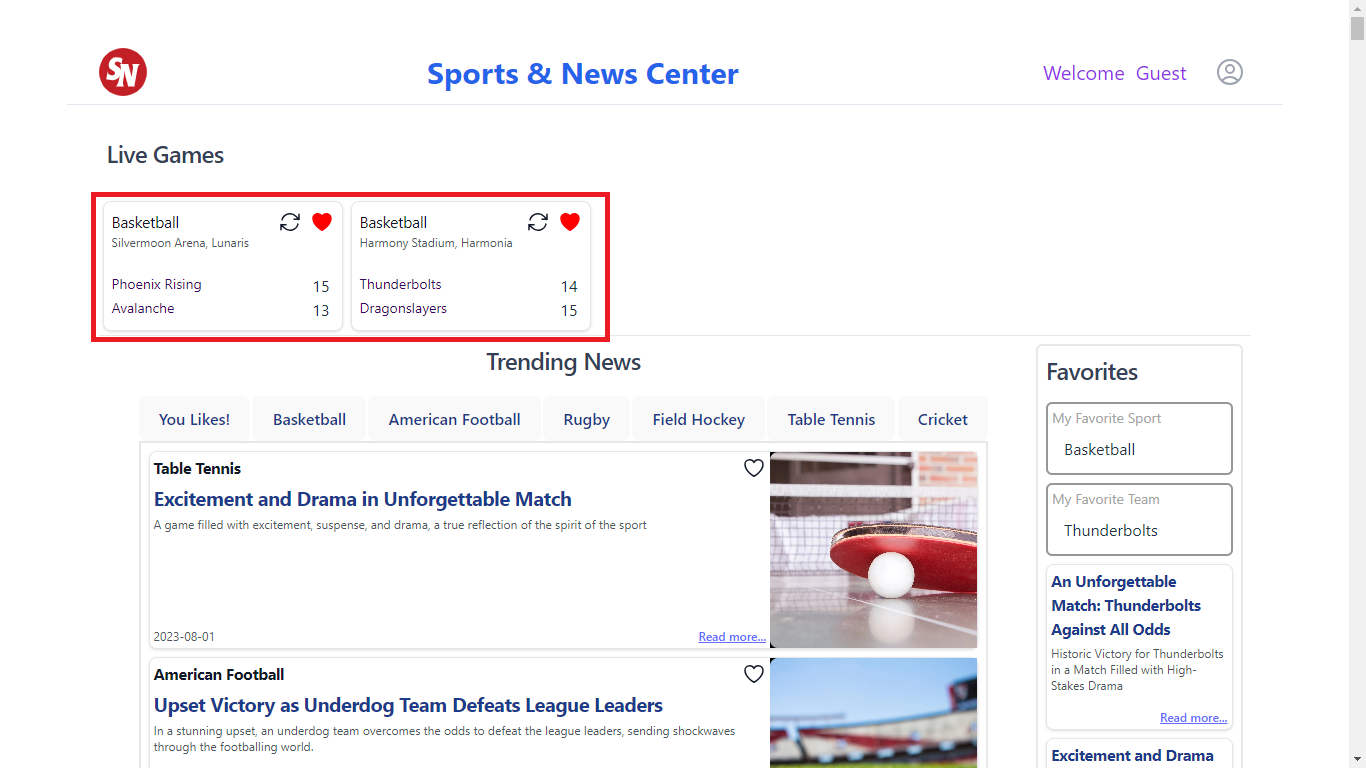 SN
Sports & News Center
Welcome Guest
Live Games
Basketball
Silvermoon Arena, Lunaris
Phoenix Rising 15
Avalanche 13
Basketball
Harmony Stadium, Harmonia
Thunderbolts 14
Dragonslayers 15
Trending News
You Likes! Basketball American Football Rugby Field Hockey Table Tennis Cricket
Table Tennis
Excitement and Drama in Unforgettable Match
A game filled with excitement, suspense, and drama, a true reflection of the spirit of the sport
2023-08-01 Read more...
American Football
Upset Victory as Underdog Team Defeats League Leaders
In a stunning upset, an underdog team overcomes the odds to defeat the league leaders, sending shockwaves
through the footballing world.
Favorites
My Favorite Sport
Basketball
My Favorite Team
Thunderbolts
An Unforgettable
Match: Thunderbolts
Against All Odds
Historic Victory for Thunderbolts
in a Match Filled with High-
Stakes Drama
Read more...
Excitement and Drama